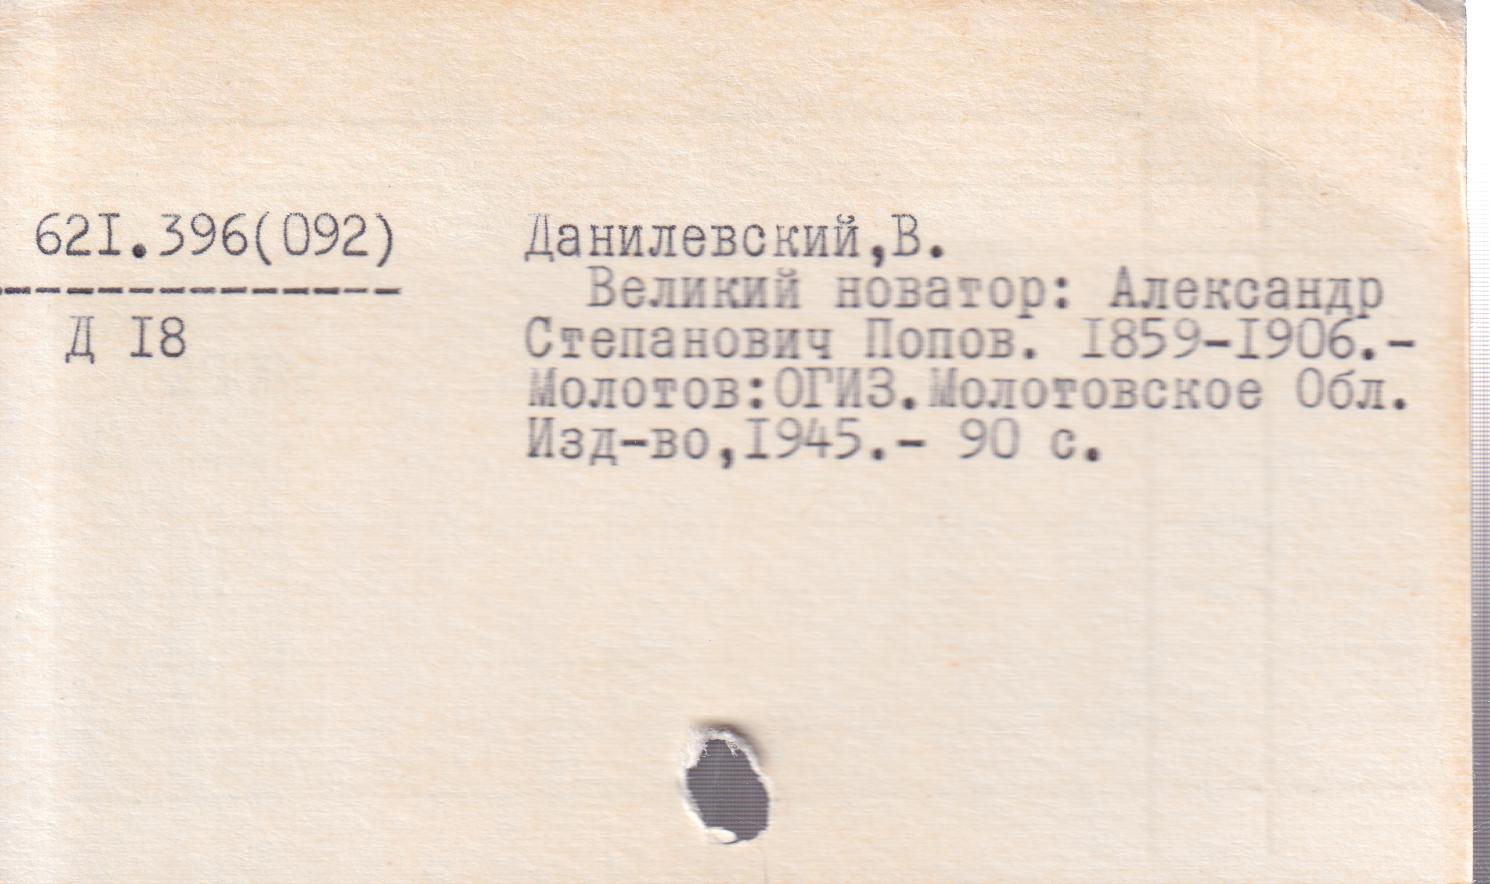 621.396(092)
Д 18
Данилевский,В.
Великий новатор: Александр
Степанович Попов. 1859-1906.-
Молотов:ОГИЗ.Молотовское Обл.
Изд-во,1945.- 90 с.